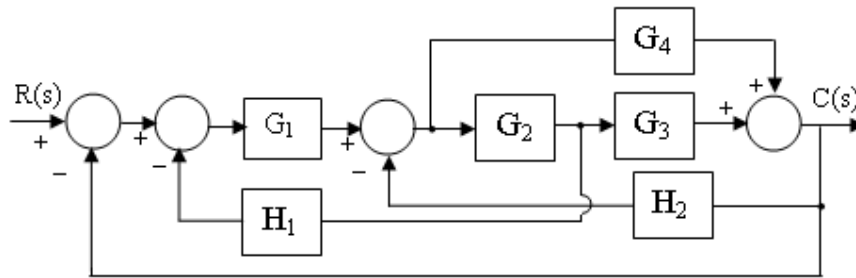 G₄
R(s)
C(s)
+
+
+
+
+
+
G₁
G₂
G₃
−
−
−
H₁
H₂